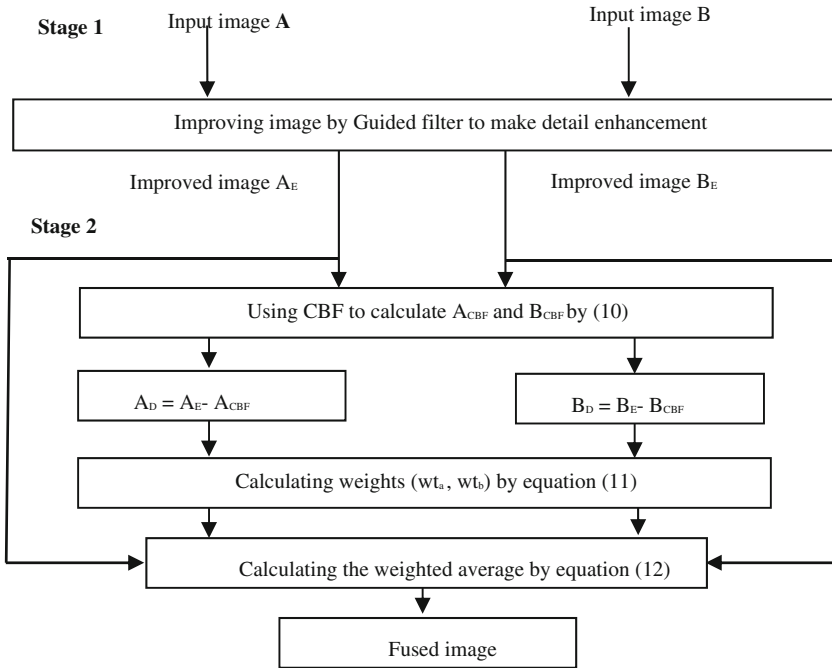 Stage 1
Input image A
Input image B
Improving image by Guided filter to make detail enhancement
Improved image AE
Improved image BE
Stage 2
Using CBF to calculate ACBF and BCBF by (10)
AD = AE- ACBF
BD = BE- BCBF
Calculating weights (wta, wtb) by equation (11)
Calculating the weighted average by equation (12)
Fused image